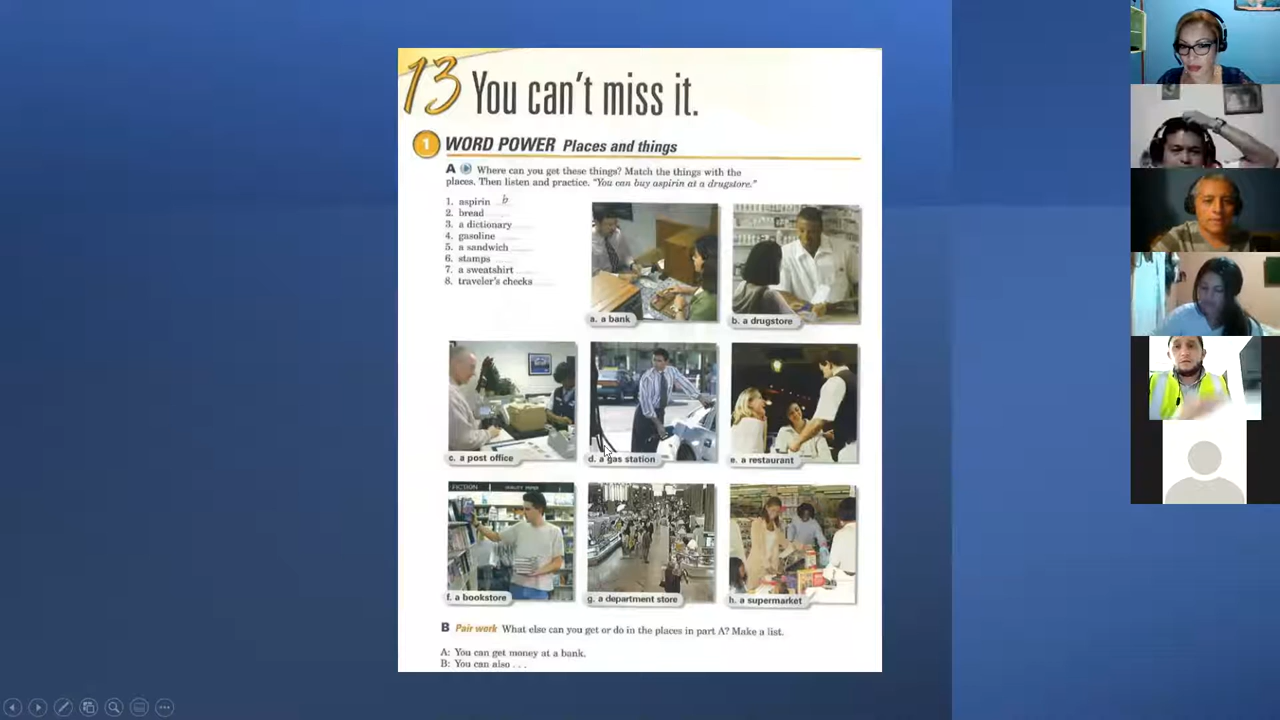 13 You can't miss it.
1 WORD POWER Places and things
A Where can you get these things? Match the things with the
places. Then listen and practice. "You can buy aspirin at a drugstore."
1. aspirin b
2. bread
3. a dictionary
4. gasoline
5. a sandwich
6. stamps
7. a sweatshirt
8. traveler's checks
a. a bank
b. a drugstore
c. a post office
d. a gas station
e. a restaurant
FICTION
f. a bookstore
g. a department store
h. a supermarket
B Pair work What else can you get or do in the places in part A? Make a list.
A: You can get money at a bank.
B: You can also . . .